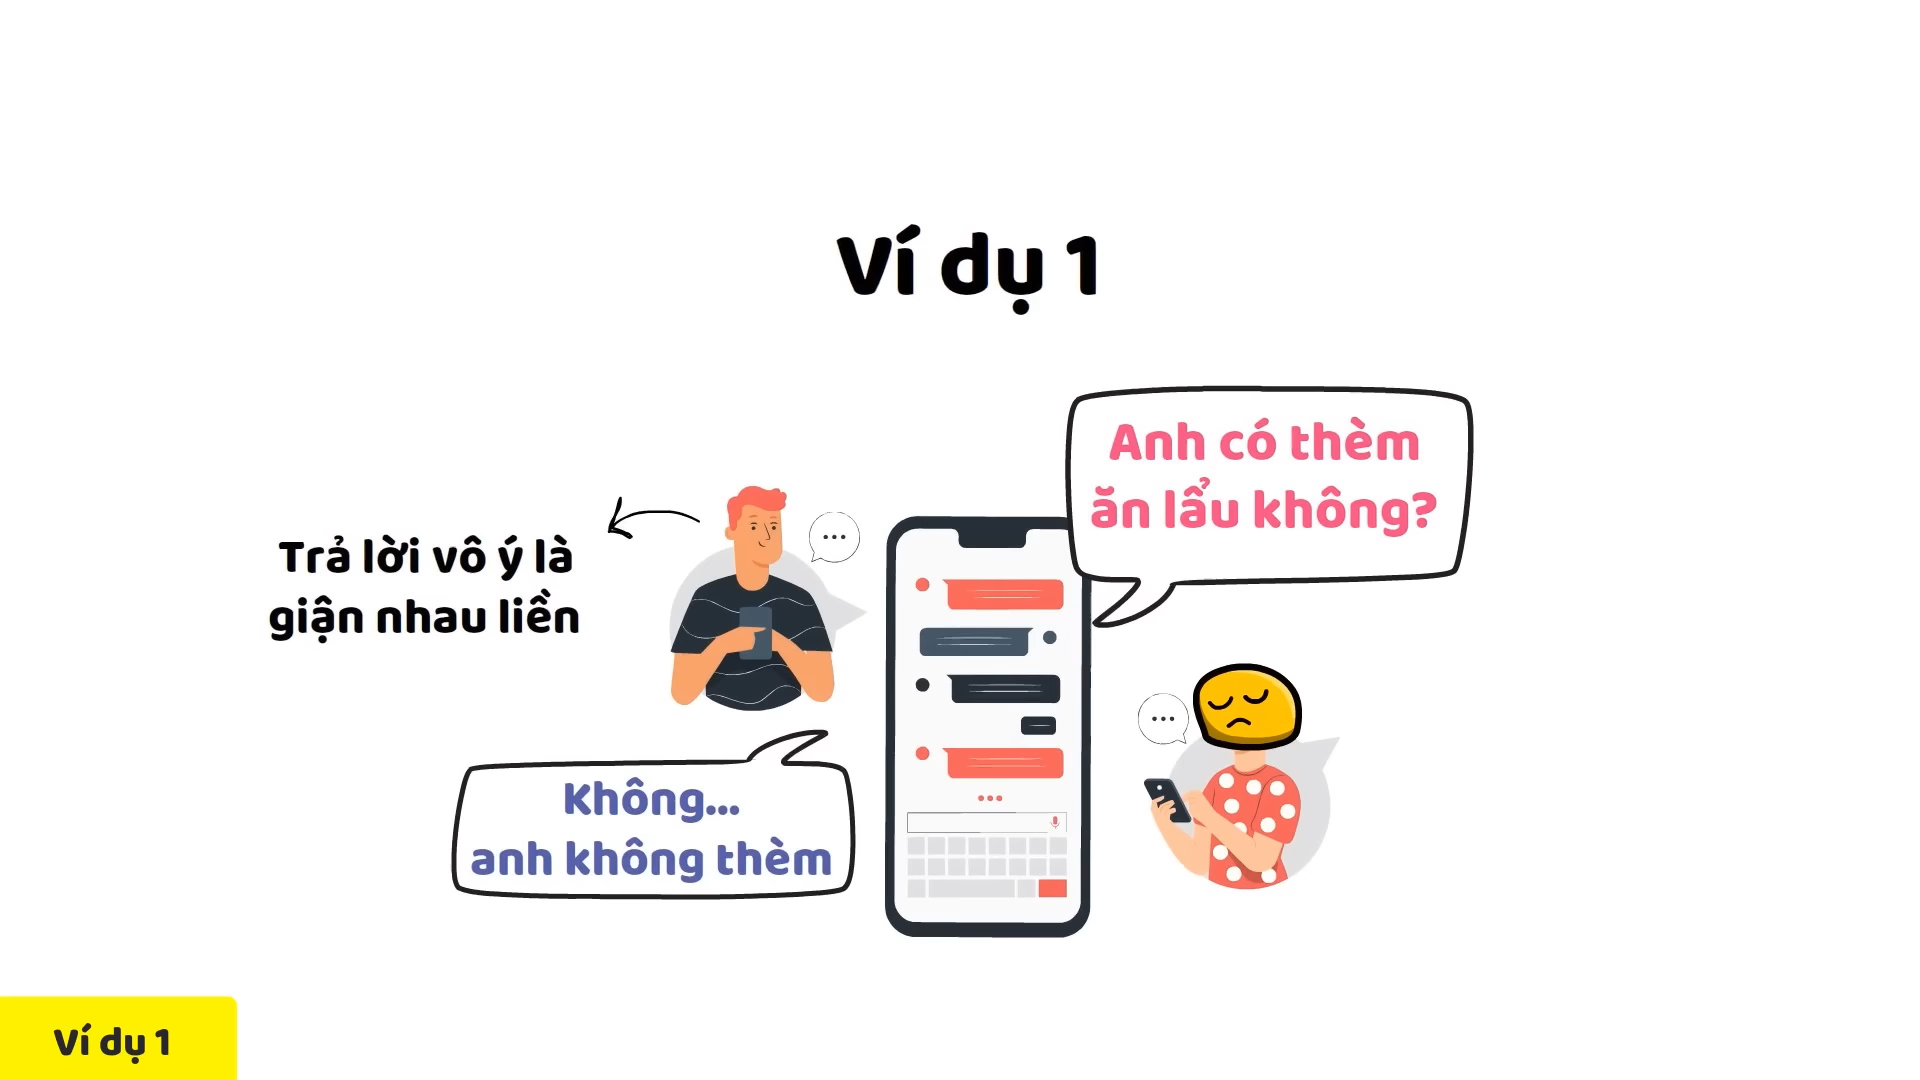 Ví dụ 1
Anh có thèm
ăn lẩu không?
Trả lời vô ý là
giận nhau liền
Không...
anh không thèm
Ví dụ 1